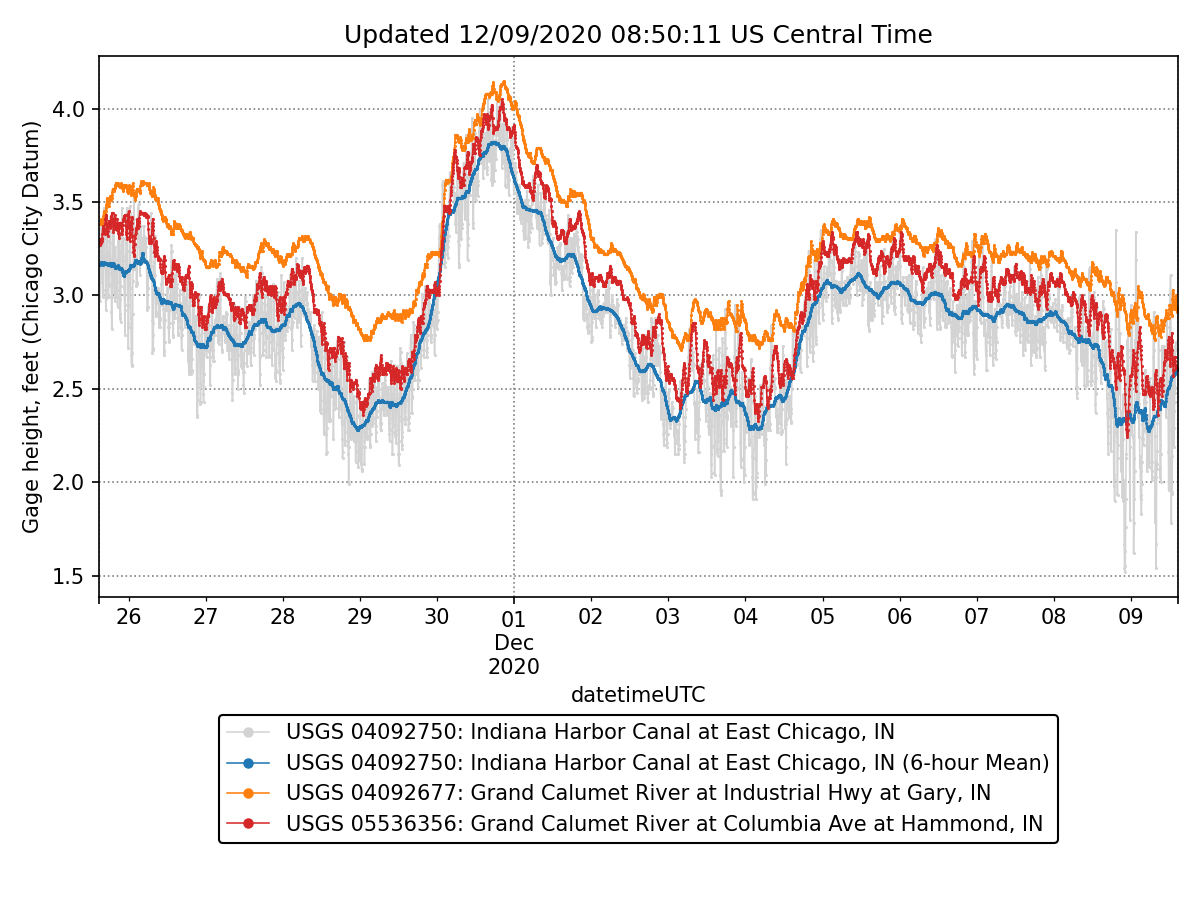 Updated 12/09/2020 08:50:11 US Central Time
Gage height, feet (Chicago City Datum)
4.0
3.5
3.0
2.5
2.0
1.5
26 27 28 29 30 01 02 03 04 05 06 07 08 09
Dec
2020
datetimeUTC
USGS 04092750: Indiana Harbor Canal at East Chicago, IN
USGS 04092750: Indiana Harbor Canal at East Chicago, IN (6-hour Mean)
USGS 04092677: Grand Calumet River at Industrial Hwy at Gary, IN
USGS 05536356: Grand Calumet River at Columbia Ave at Hammond, IN